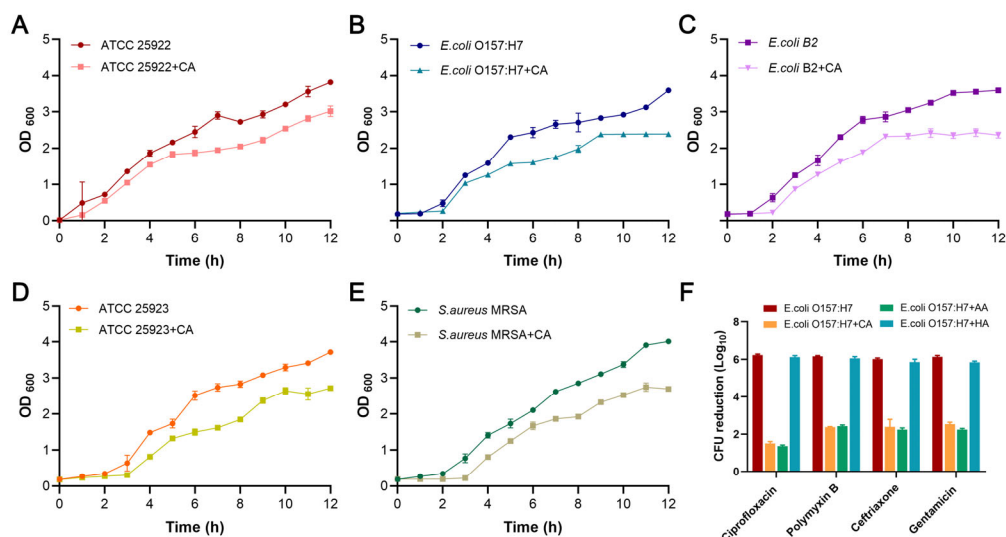 A
ATCC 25922
ATCC 25922+CA
OD 600
5
4
3
2
1
0
0 2 4 6 8 10 12
Time (h)
B
E.coli O157:H7
E.coli O157:H7+CA
OD 600
5
4
3
2
1
0
0 2 4 6 8 10 12
Time (h)
C
E.coli B2
E.coli B2+CA
OD 600
5
4
3
2
1
0
0 2 4 6 8 10 12
Time (h)
D
ATCC 25923
ATCC 25923+CA
OD 600
5
4
3
2
1
0
0 2 4 6 8 10 12
Time (h)
E
S.aureus MRSA
S.aureus MRSA+CA
OD 600
5
4
3
2
1
0
0 2 4 6 8 10 12
Time (h)
F
E.coli O157:H7 E.coli O157:H7+AA
E.coli O157:H7+CA E.coli O157:H7+HA
CFU reduction (Log10)
10
8
6
4
2
0
Ciprofloxacin
Polymyxin B
Ceftriaxone
Gentamicin